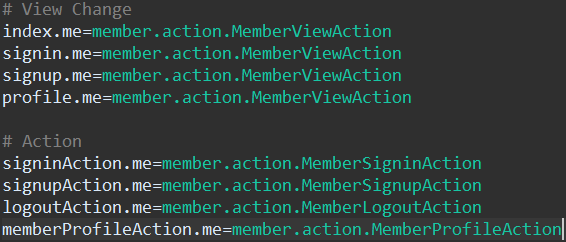 # View Change
index.me=member.action.MemberViewAction
signin.me=member.action.MemberViewAction
signup.me=member.action.MemberViewAction
profile.me=member.action.MemberViewAction
# Action
signinAction.me=member.action.MemberSigninAction
signupAction.me=member.action.MemberSignupAction
logoutAction.me=member.action.MemberLogoutAction
memberProfileAction.me=member.action.MemberProfileAction